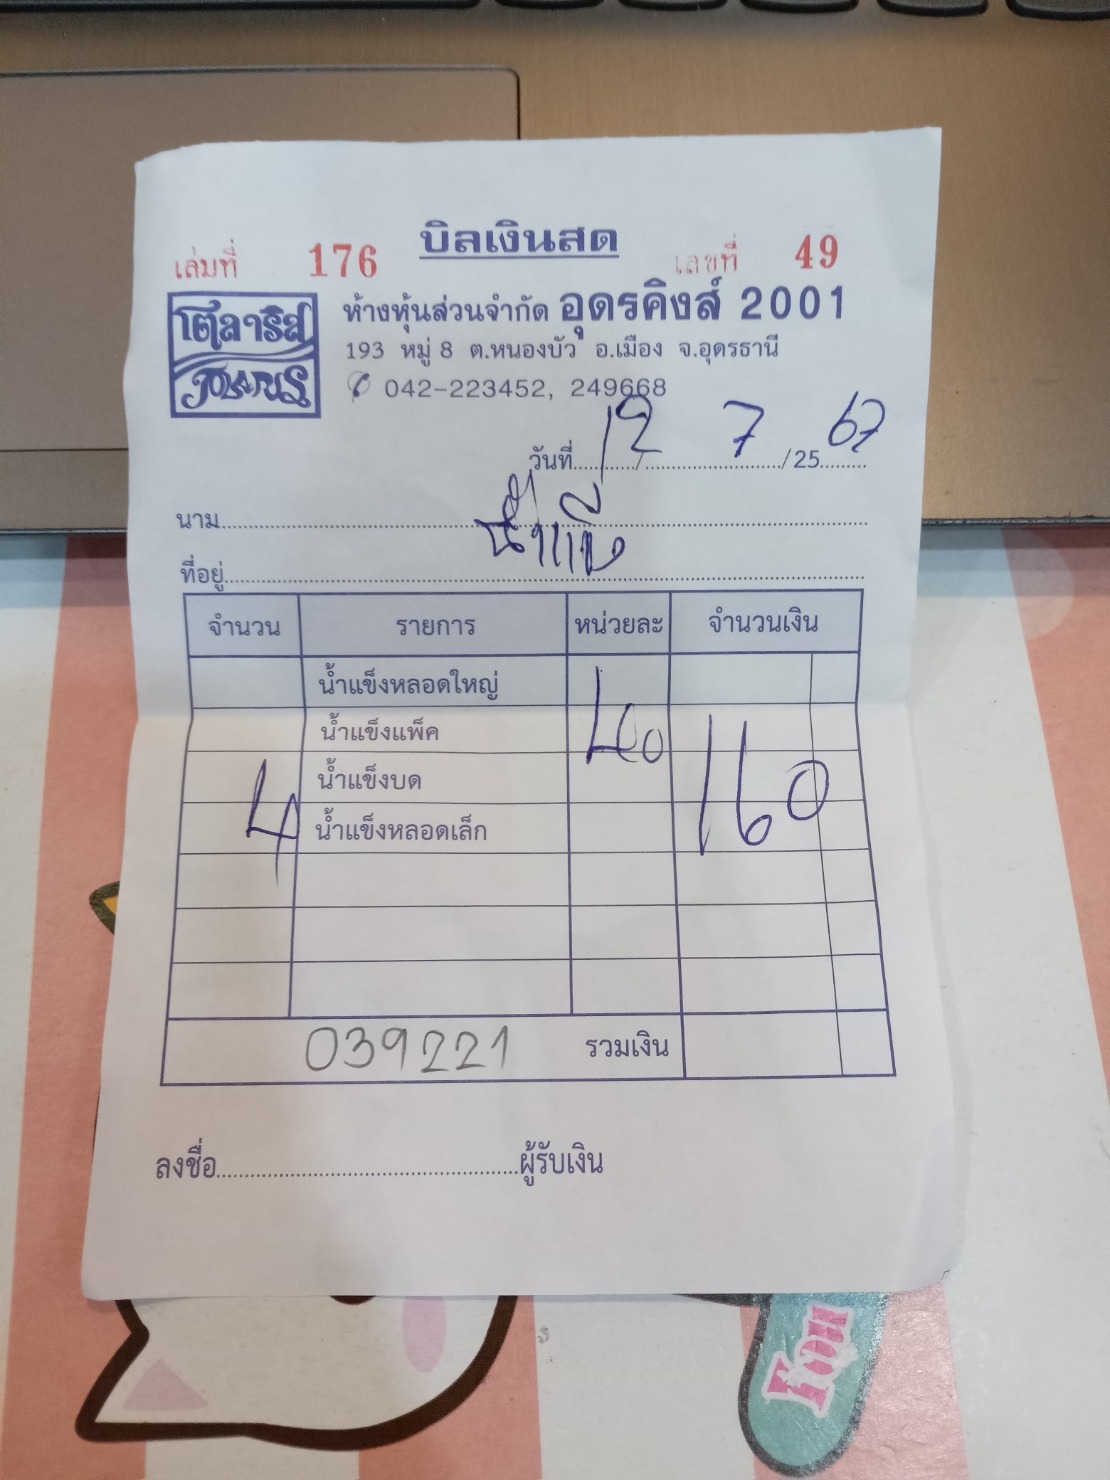 บิลเงินสด
เล่มที่ 176 เลขที่ 49
โตลาริส
ห้างหุ้นส่วนจำกัด อุดรคิงส์ 2001
193 หมู่ 8 ต.หนองบัว อ.เมือง จ.อุดรธานี
042-223452, 249668
วันที่ 12 / 7 / 25 67
นาม น้ำแข็ง
ที่อยู่
จำนวน รายการ หน่วยละ จำนวนเงิน
น้ำแข็งหลอดใหญ่
น้ำแข็งแพ็ค 40
น้ำแข็งบด
4 น้ำแข็งหลอดเล็ก 160
039221 รวมเงิน
ลงชื่อ ผู้รับเงิน
You